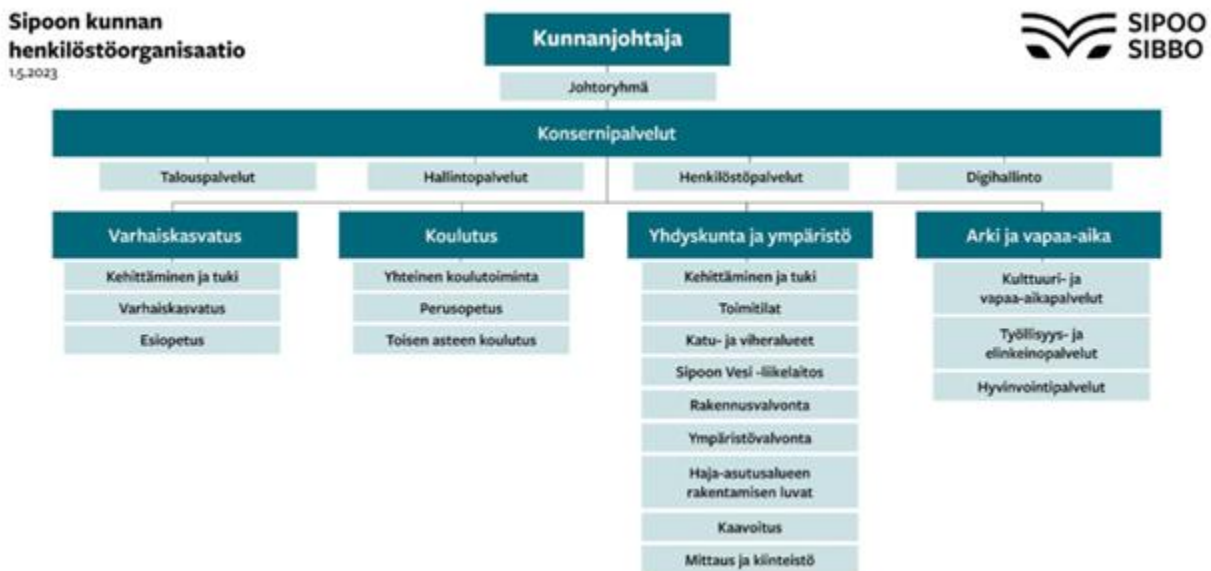 Sipoon kunnan
henkilöstöorganisaatio
1.5.2023
SIPOO
SIBBO
Kunnanjohtaja
Johtoryhmä
Konsernipalvelut
Talouspalvelut
Hallintopalvelut
Henkilöstöpalvelut
Digihallinto
Varhaiskasvatus
Kehittäminen ja tuki
Varhaiskasvatus
Esiopetus
Koulutus
Yhteinen koulutoiminta
Perusopetus
Toisen asteen koulutus
Yhdyskunta ja ympäristö
Kehittäminen ja tuki
Toimitilat
Katu- ja viheralueet
Sipoon Vesi -liikelaitos
Rakennusvalvonta
Ympäristövalvonta
Haja-asutusalueen
rakentamisen luvat
Kaavoitus
Mittaus ja kiinteistö
Arki ja vapaa-aika
Kulttuuri- ja
vapaa-aikapalvelut
Työllisyys- ja
elinkeinopalvelut
Hyvinvointipalvelut